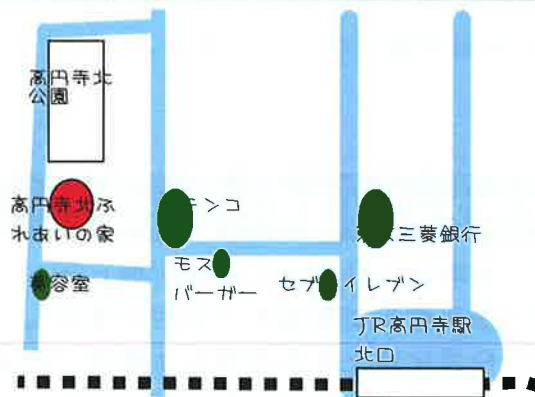 高円寺北
公園
高円寺北ふ
れあいの家
チンコ
三菱銀行
モス
バーガー
セブ イレブン
容室
JR高円寺駅
北口